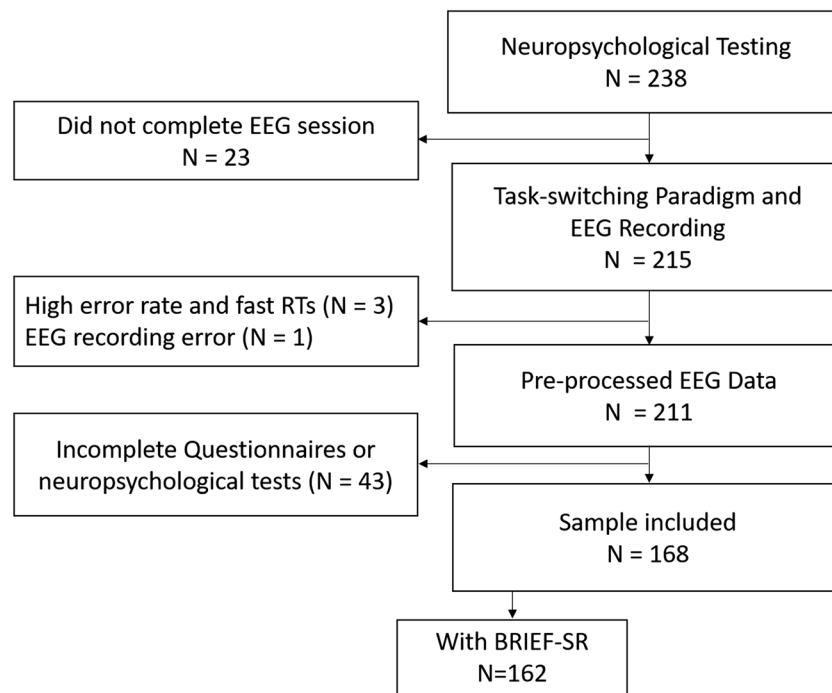 Neuropsychological Testing
N = 238
Did not complete EEG session
N = 23
Task-switching Paradigm and
EEG Recording
N = 215
High error rate and fast RTs (N = 3)
EEG recording error (N = 1)
Pre-processed EEG Data
N = 211
Incomplete Questionnaires or
neuropsychological tests (N = 43)
Sample included
N = 168
With BRIEF-SR
N=162